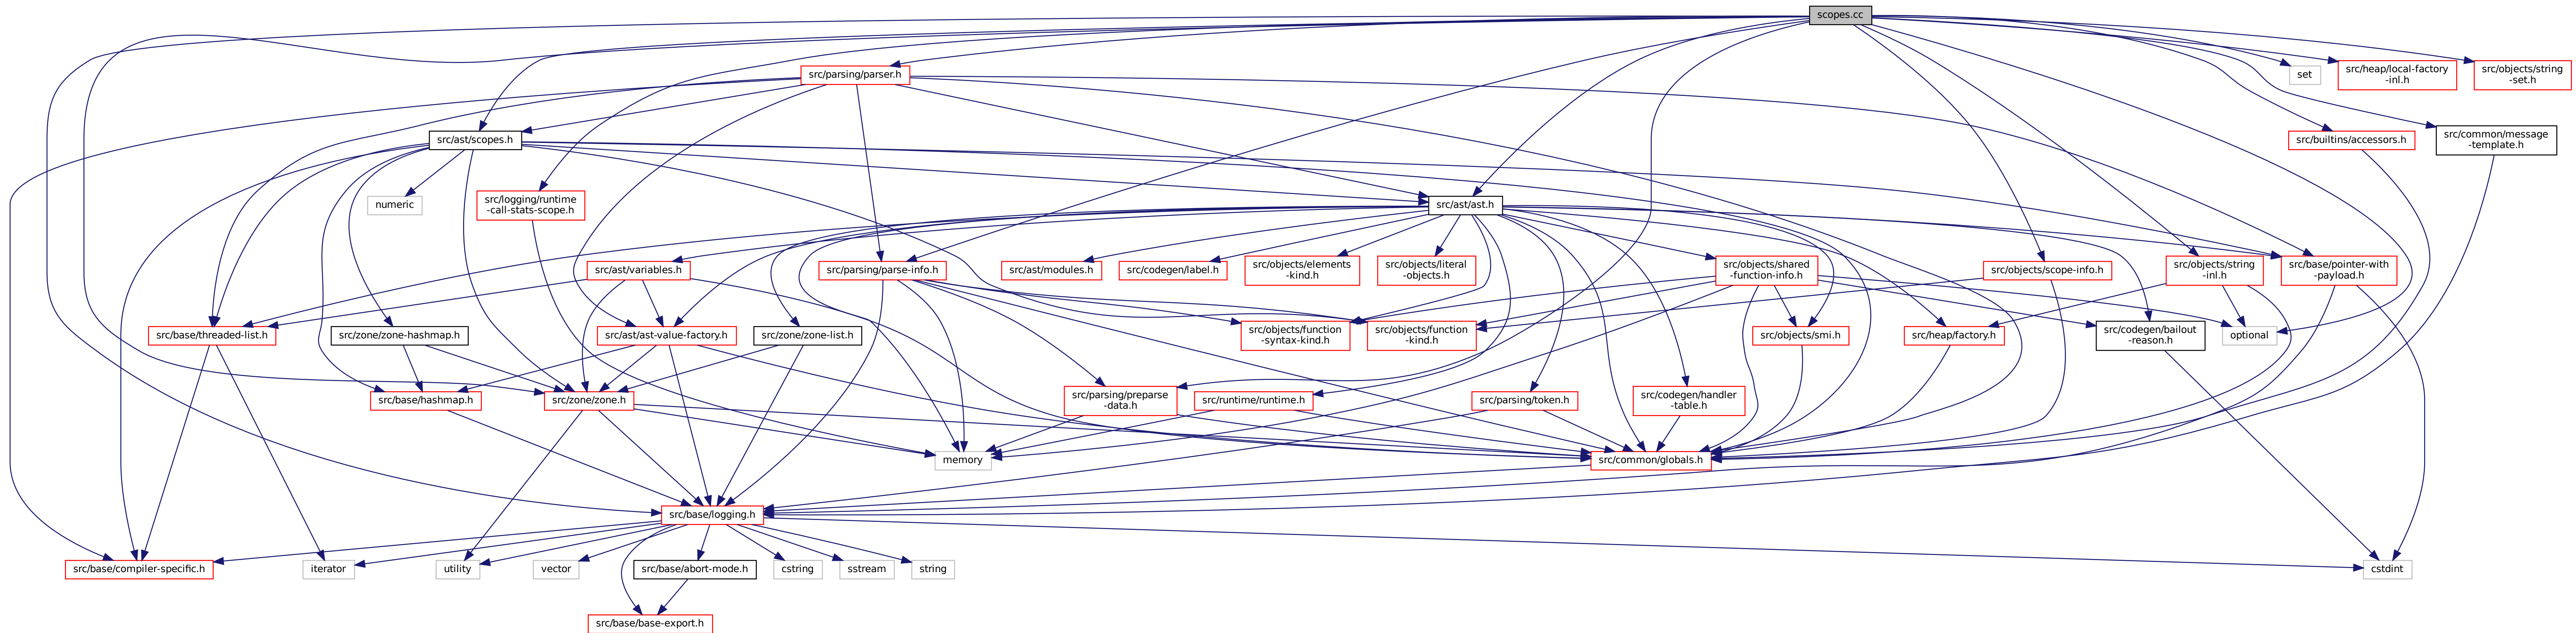 scopes.cc
src/parsing/parser.h
set
src/heap/local-factory
-inl.h
src/objects/string
-set.h
src/ast/scopes.h
src/builtins/accessors.h
src/common/message
-template.h
numeric
src/logging/runtime
-call-stats-scope.h
src/ast/ast.h
src/ast/variables.h
src/parsing/parse-info.h
src/ast/modules.h
src/codegen/label.h
src/objects/elements
-kind.h
src/objects/literal
-objects.h
src/objects/shared
-function-info.h
src/objects/scope-info.h
src/objects/string
-inl.h
src/base/pointer-with
-payload.h
src/base/threaded-list.h
src/zone/zone-hashmap.h
src/ast/ast-value-factory.h
src/zone/zone-list.h
src/objects/function
-syntax-kind.h
src/objects/function
-kind.h
src/objects/smi.h
src/heap/factory.h
src/codegen/bailout
-reason.h
optional
src/base/hashmap.h
src/zone/zone.h
src/parsing/preparse
-data.h
src/runtime/runtime.h
src/parsing/token.h
src/codegen/handler
-table.h
memory
src/common/globals.h
src/base/logging.h
src/base/compiler-specific.h
iterator
utility
vector
src/base/abort-mode.h
cstring
sstream
string
cstdint
src/base/base-export.h